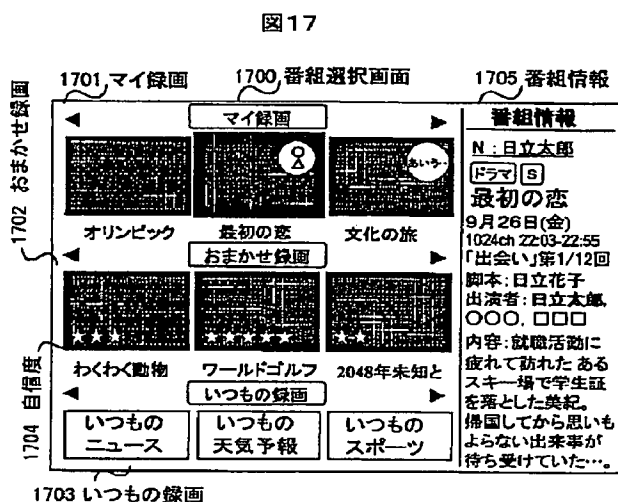 図17
1701 マイ録画
1700 番組選択画面
1705 番組情報
1702 おまかせ録画
1704 自信度
1703 いつもの録画
マイ録画
あいう‥
オリンピック
最初の恋
文化の旅
おまかせ録画
わくわく動物
ワールドゴルフ
2048年未知と
いつもの録画
いつもの
ニュース
いつもの
天気予報
いつもの
スポーツ
番組情報
N:日立太郎
ドラマ S
最初の恋
9月26日(金)
1024ch 22:03-22:55
「出会い」第1/12回
脚本:日立花子
出演者:日立太郎,
〇〇〇, □□□
内容:就職活動に
疲れて訪れた ある
スキー場で学生証
を落とした英紀。
帰国してから思いも
よらない出来事が
待ち受けていた…。